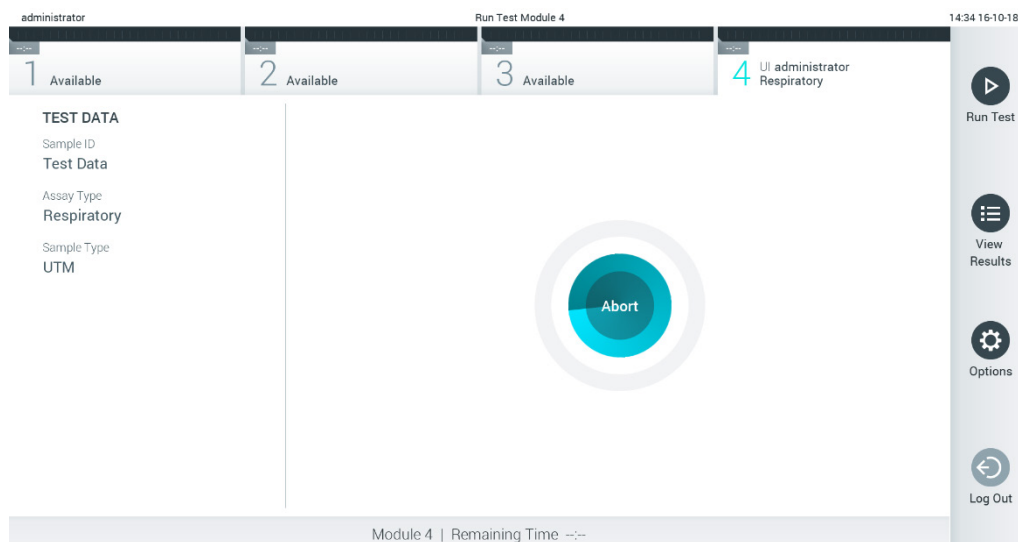 administrator
Run Test Module 4
14:34 16-10-18
--:--
1 Available
--:--
2 Available
--:--
3 Available
--:--
4 UI administrator
Respiratory
TEST DATA
Sample ID
Test Data
Assay Type
Respiratory
Sample Type
UTM
Abort
Run Test
View
Results
Options
Log Out
Module 4 | Remaining Time --:--